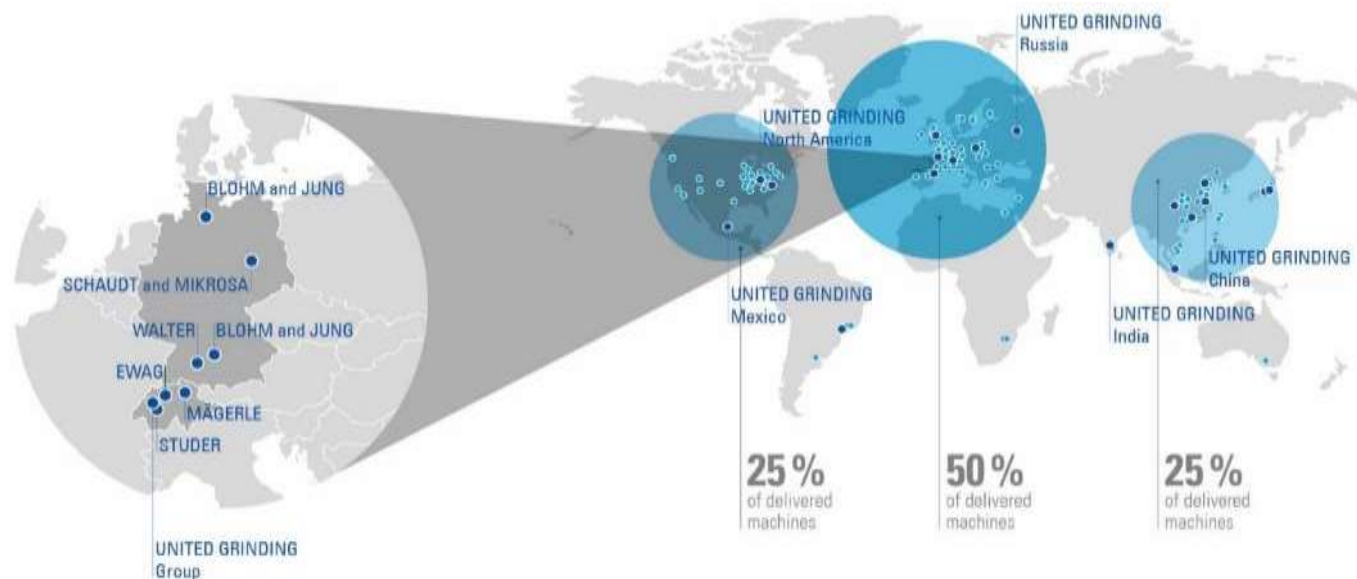 UNITED GRINDING
Russia
UNITED GRINDING
North America
BLOHM and JUNG
SCHAUDT and MIKROSA
WALTER
BLOHM and JUNG
EWAG
MÄGERLE
STUDER
UNITED GRINDING
Group
UNITED GRINDING
Mexico
UNITED GRINDING
China
UNITED GRINDING
India
25 %
of delivered
machines
50 %
of delivered
machines
25 %
of delivered
machines